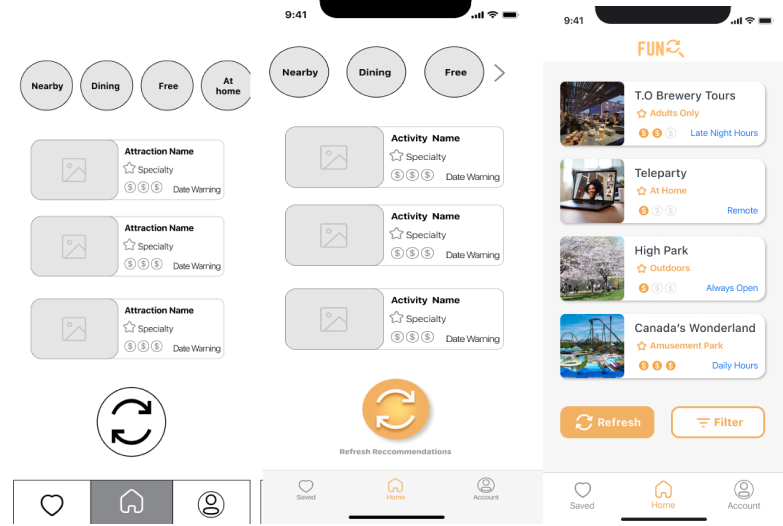 Nearby
Dining
Free
At
home
Attraction Name
Specialty
$ $ $
Date Warning
Attraction Name
Specialty
$ $ $
Date Warning
Attraction Name
Specialty
$ $ $
Date Warning
9:41
Nearby
Dining
Free
Activity Name
Specialty
$ $ $
Date Warning
Activity Name
Specialty
$ $ $
Date Warning
Activity Name
Specialty
$ $ $
Date Warning
Refresh Reccommendations
Saved
Home
Account
9:41
FUN
T.O Brewery Tours
Adults Only
$ $ $
Late Night Hours
Teleparty
At Home
$ $ $
Remote
High Park
Outdoors
$ $ $
Always Open
Canada's Wonderland
Amusement Park
$ $ $
Daily Hours
Refresh
Filter
Saved
Home
Account